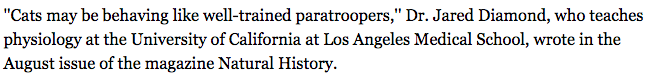 "Cats may be behaving like well-trained paratroopers,'' Dr. Jared Diamond, who teaches
physiology at the University of California at Los Angeles Medical School, wrote in the
August issue of the magazine Natural History.